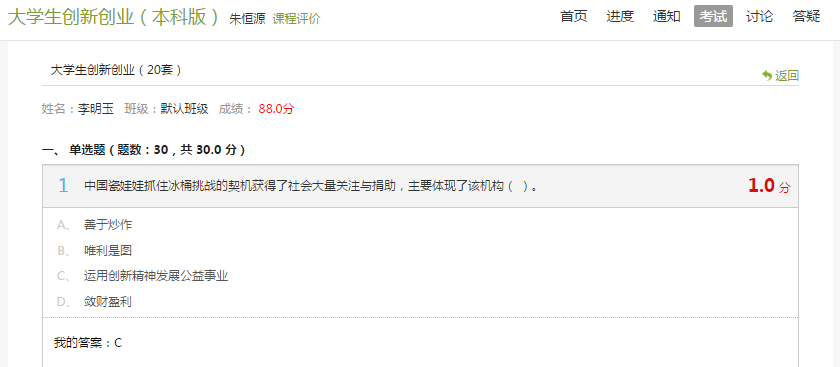 大学生创新创业（本科版） 朱恒源 课程评价 首页 进度 通知 考试 讨论 答疑
大学生创新创业（20套）
返回
姓名：李明玉 班级：默认班级 成绩： 88.0分
一、 单选题（题数：30，共 30.0 分）
1 中国瓷娃娃抓住冰桶挑战的契机获得了社会大量关注与捐助，主要体现了该机构（ ）。 1.0 分
A、 善于炒作
B、 唯利是图
C、 运用创新精神发展公益事业
D、 敛财盈利
我的答案：C